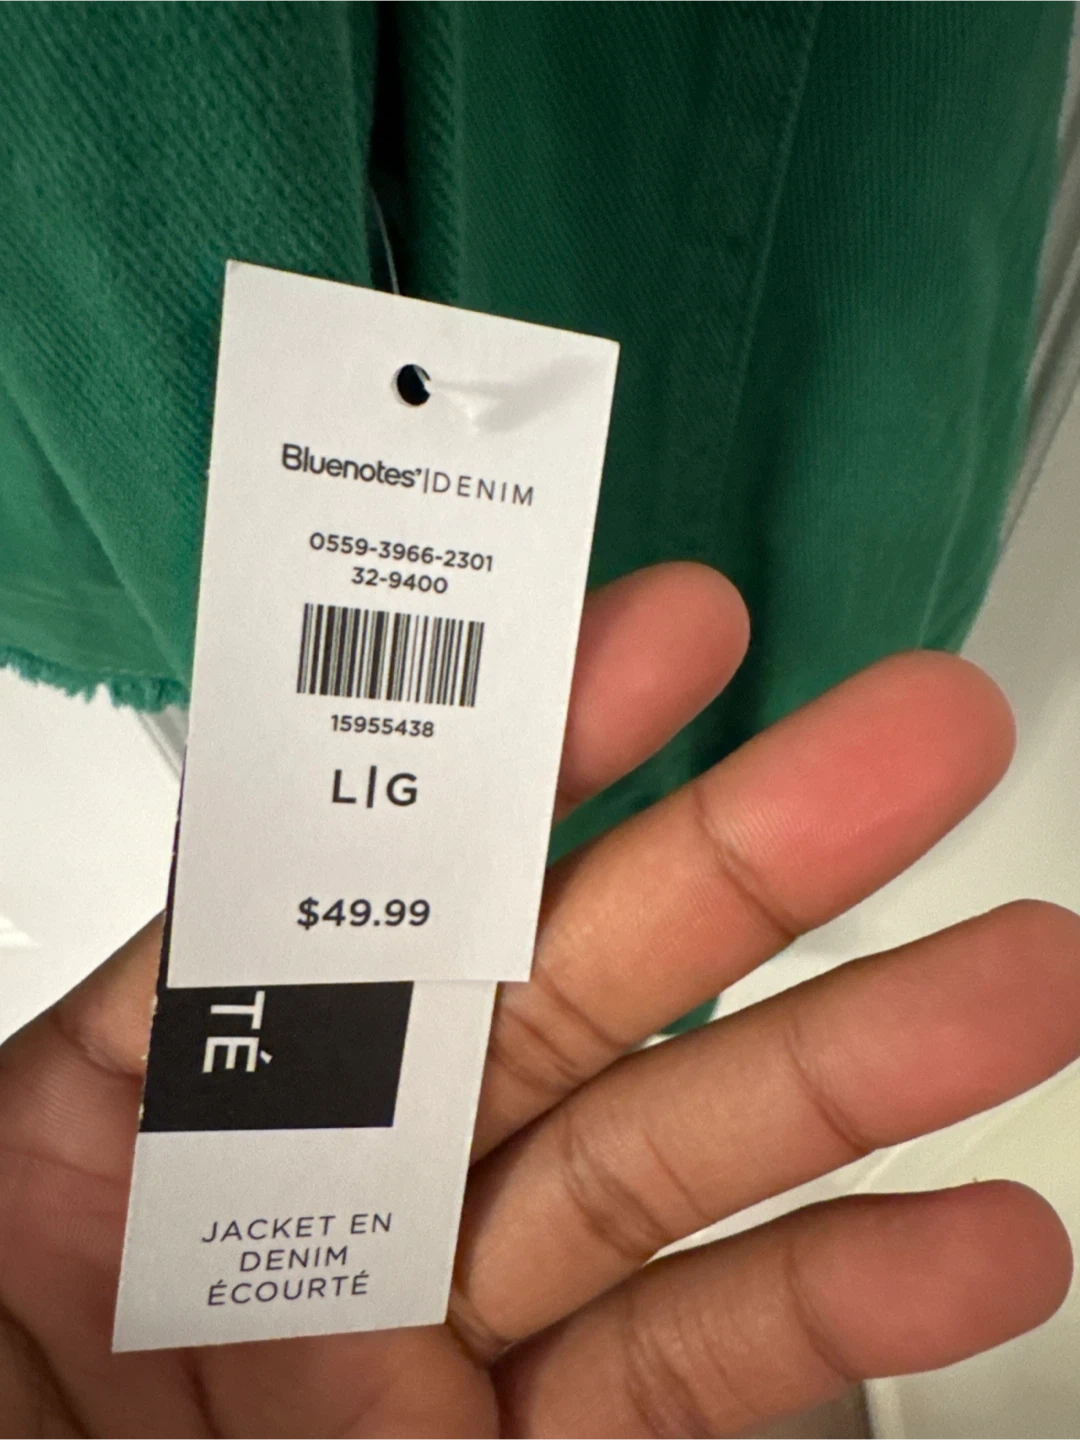 Bluenotes'|DENIM
0559-3966-2301
32-9400
15955438
L|G
$49.99
TÉ
JACKET EN
DENIM
ÉCOURTÉ